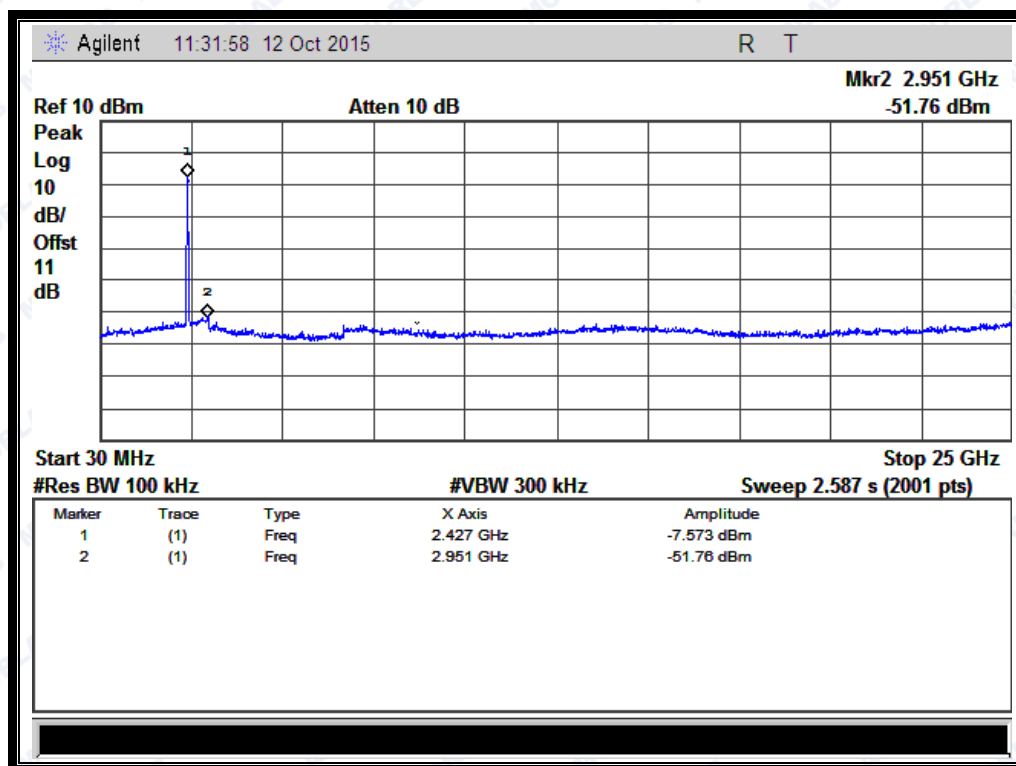 Agilent 11:31:58 12 Oct 2015 R T
Mkr2 2.951 GHz
Ref 10 dBm Atten 10 dB -51.76 dBm
Peak
Log
10
dB/
Offst
11
dB
1
2
Start 30 MHz Stop 25 GHz
#Res BW 100 kHz #VBW 300 kHz Sweep 2.587 s (2001 pts)
Marker Trace Type X Axis Amplitude
1 (1) Freq 2.427 GHz -7.573 dBm
2 (1) Freq 2.951 GHz -51.76 dBm